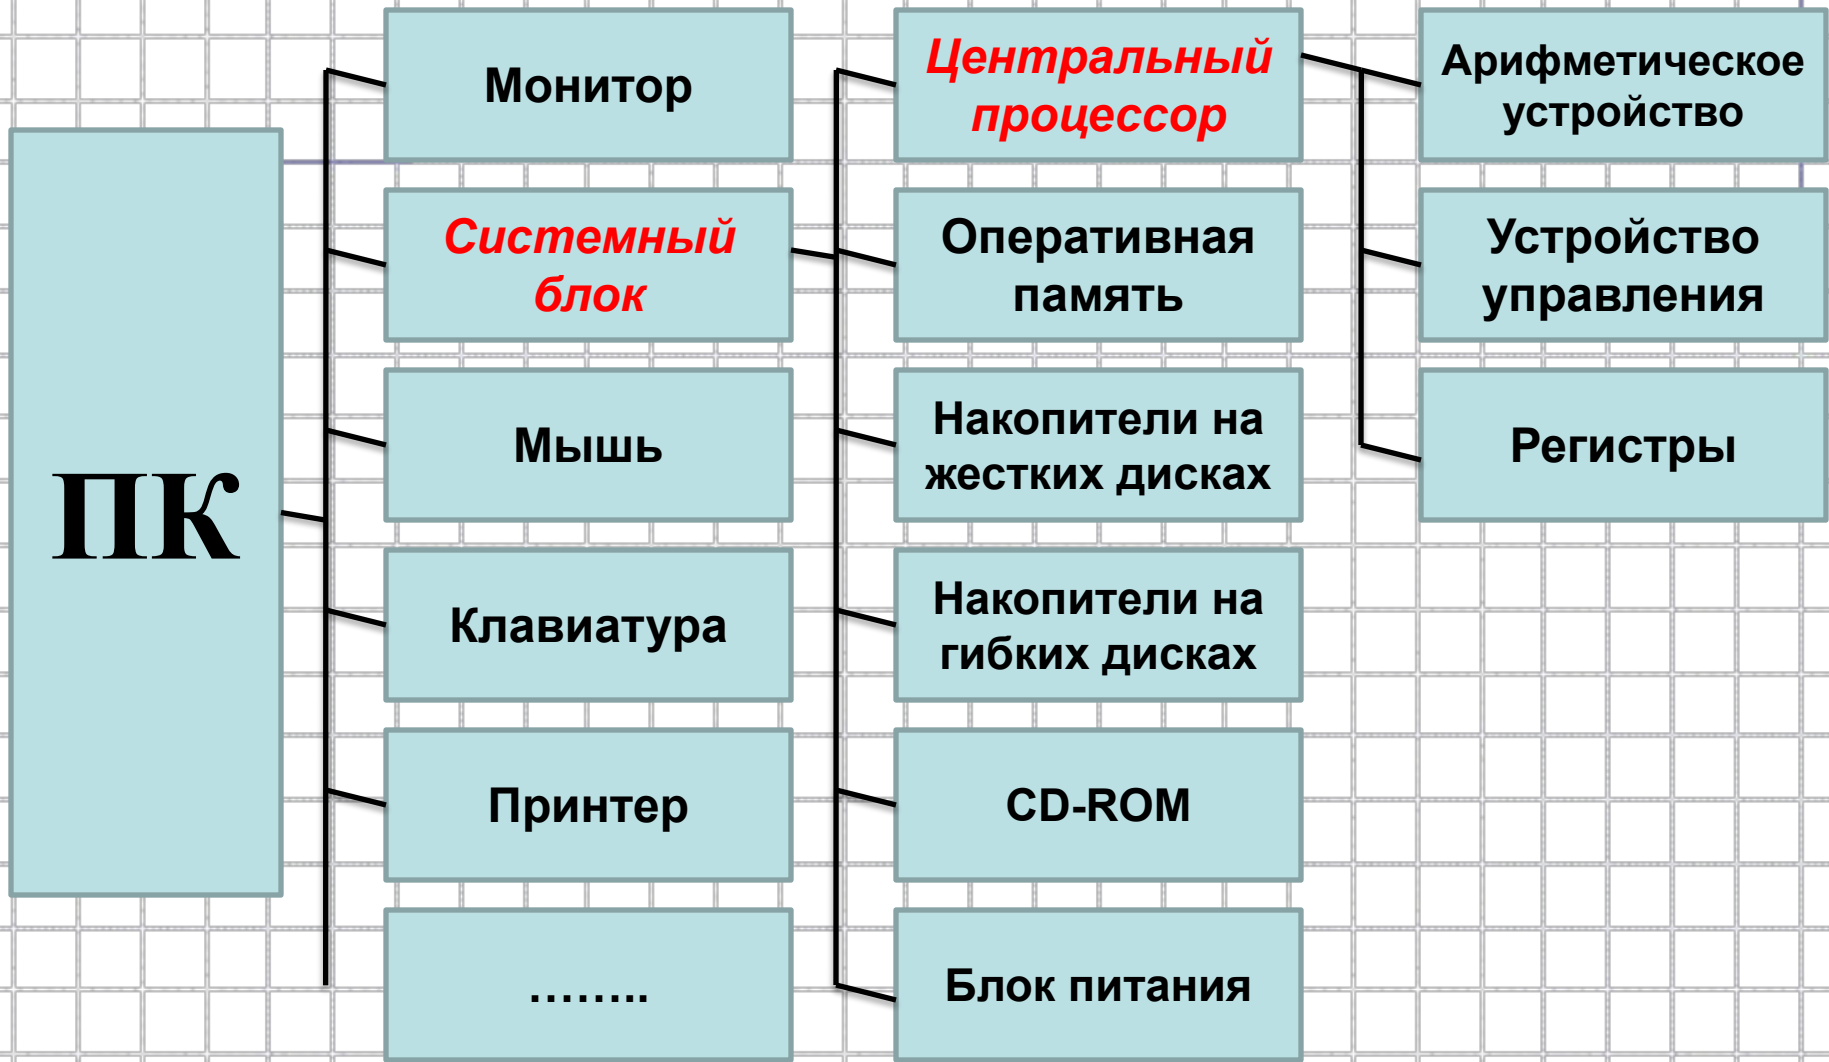 ПК
Монитор
Системный
блок
Мышь
Клавиатура
Принтер
……..
Центральный
процессор
Оперативная
память
Накопители на
жестких дисках
Накопители на
гибких дисках
CD-ROM
Блок питания
Арифметическое
устройство
Устройство
управления
Регистры